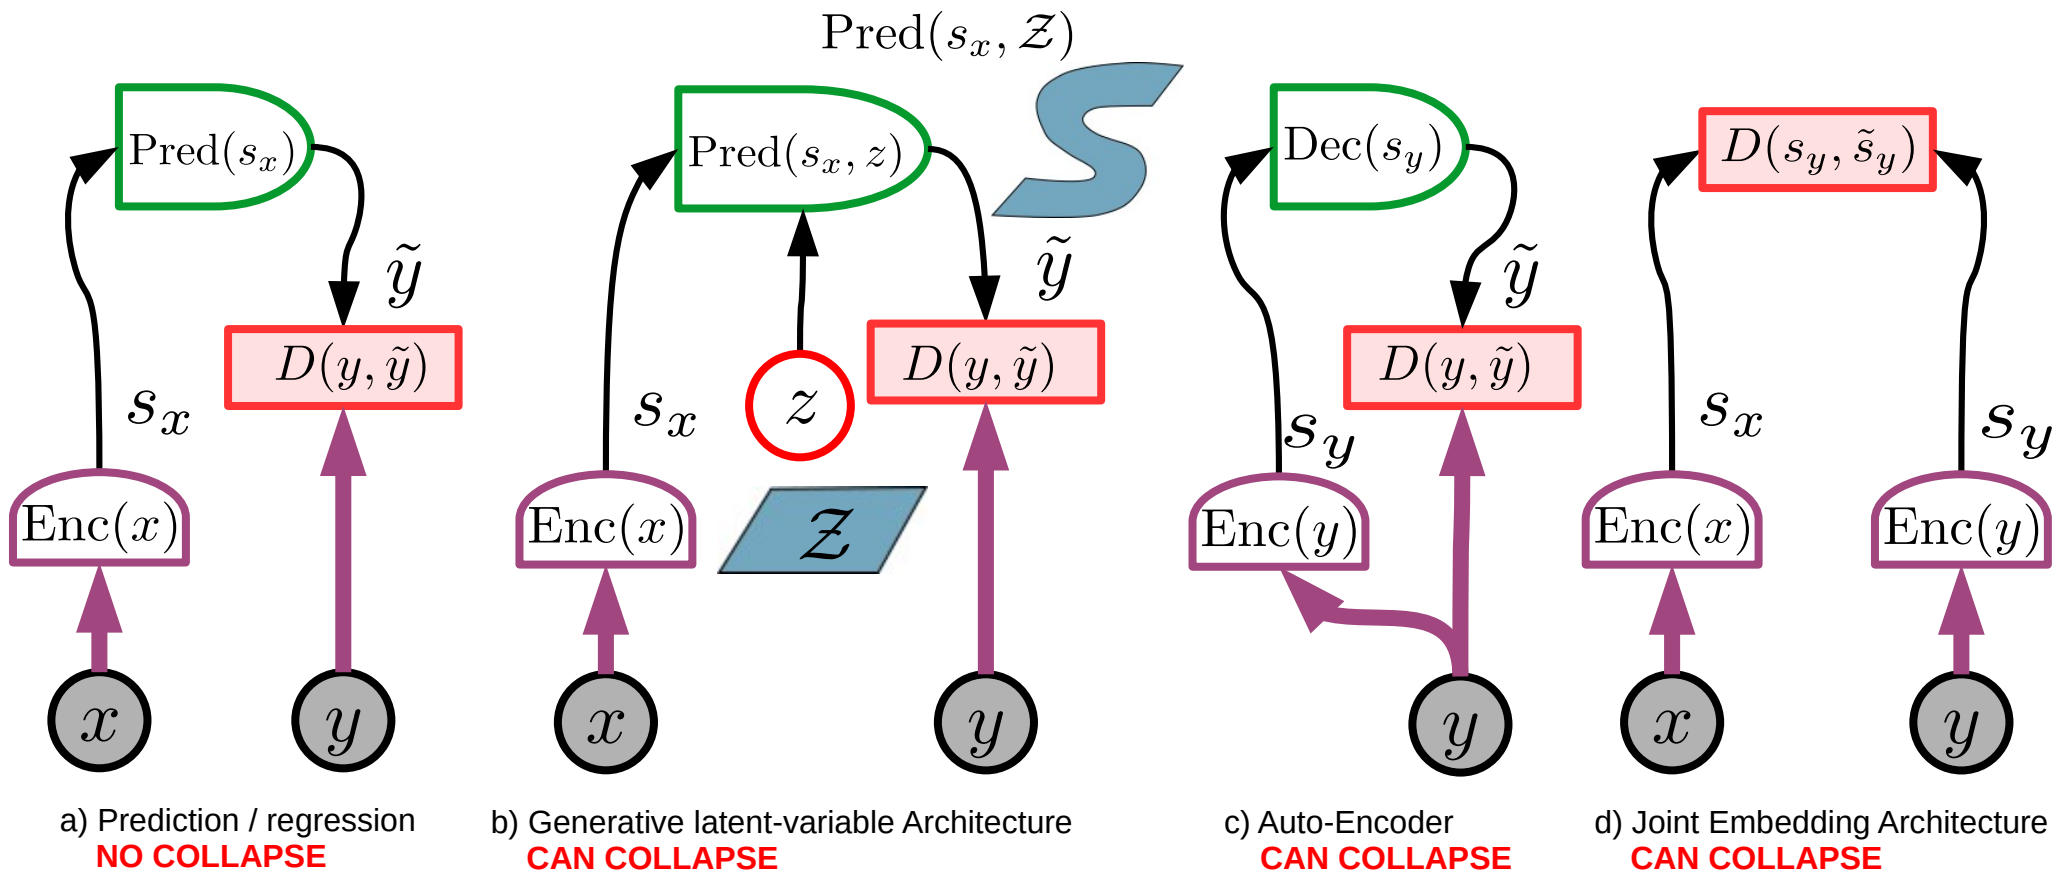 Pred(s_x, 𝒵)
Pred(s_x)
ỹ
D(y, ỹ)
s_x
Enc(x)
x
y
a) Prediction / regression
NO COLLAPSE
Pred(s_x, z)
ỹ
D(y, ỹ)
s_x
z
Enc(x)
𝒵
x
y
b) Generative latent-variable Architecture
CAN COLLAPSE
Dec(s_y)
ỹ
D(y, ỹ)
s_y
Enc(y)
y
c) Auto-Encoder
CAN COLLAPSE
D(s_y, s̃_y)
s_x
s_y
Enc(x)
Enc(y)
x
y
d) Joint Embedding Architecture
CAN COLLAPSE